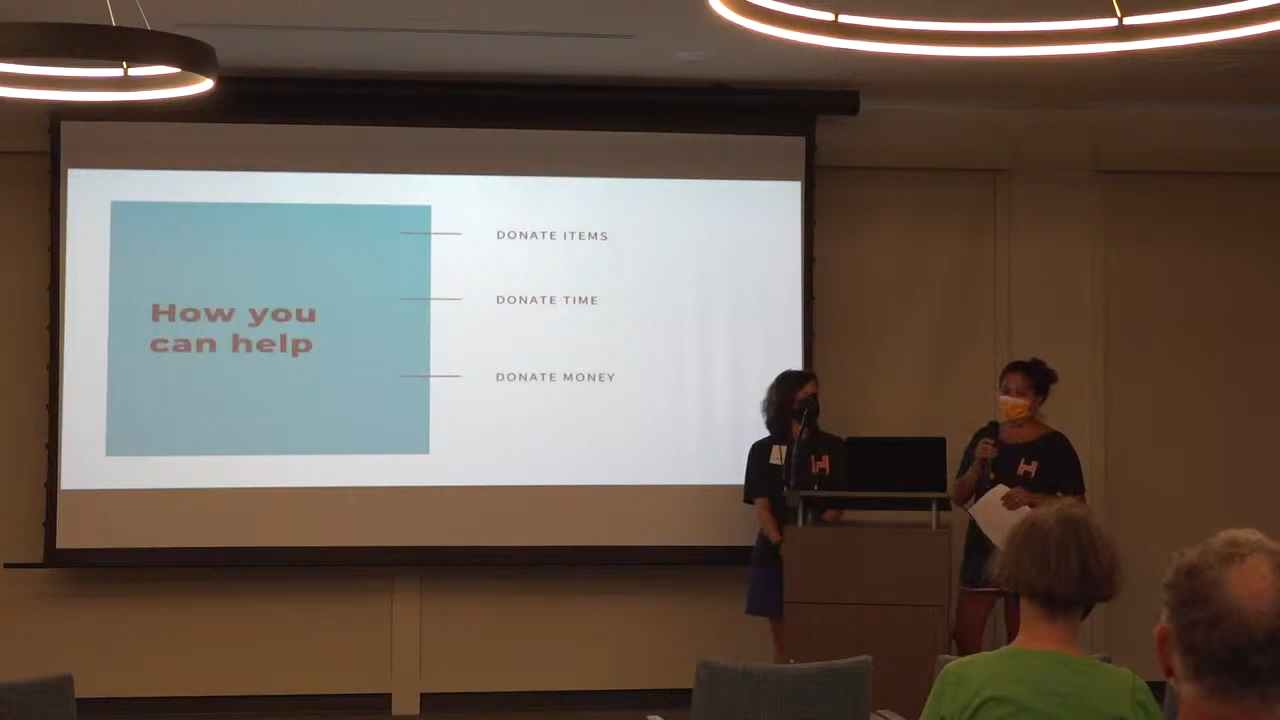 How you
can help
DONATE ITEMS
DONATE TIME
DONATE MONEY
H
H